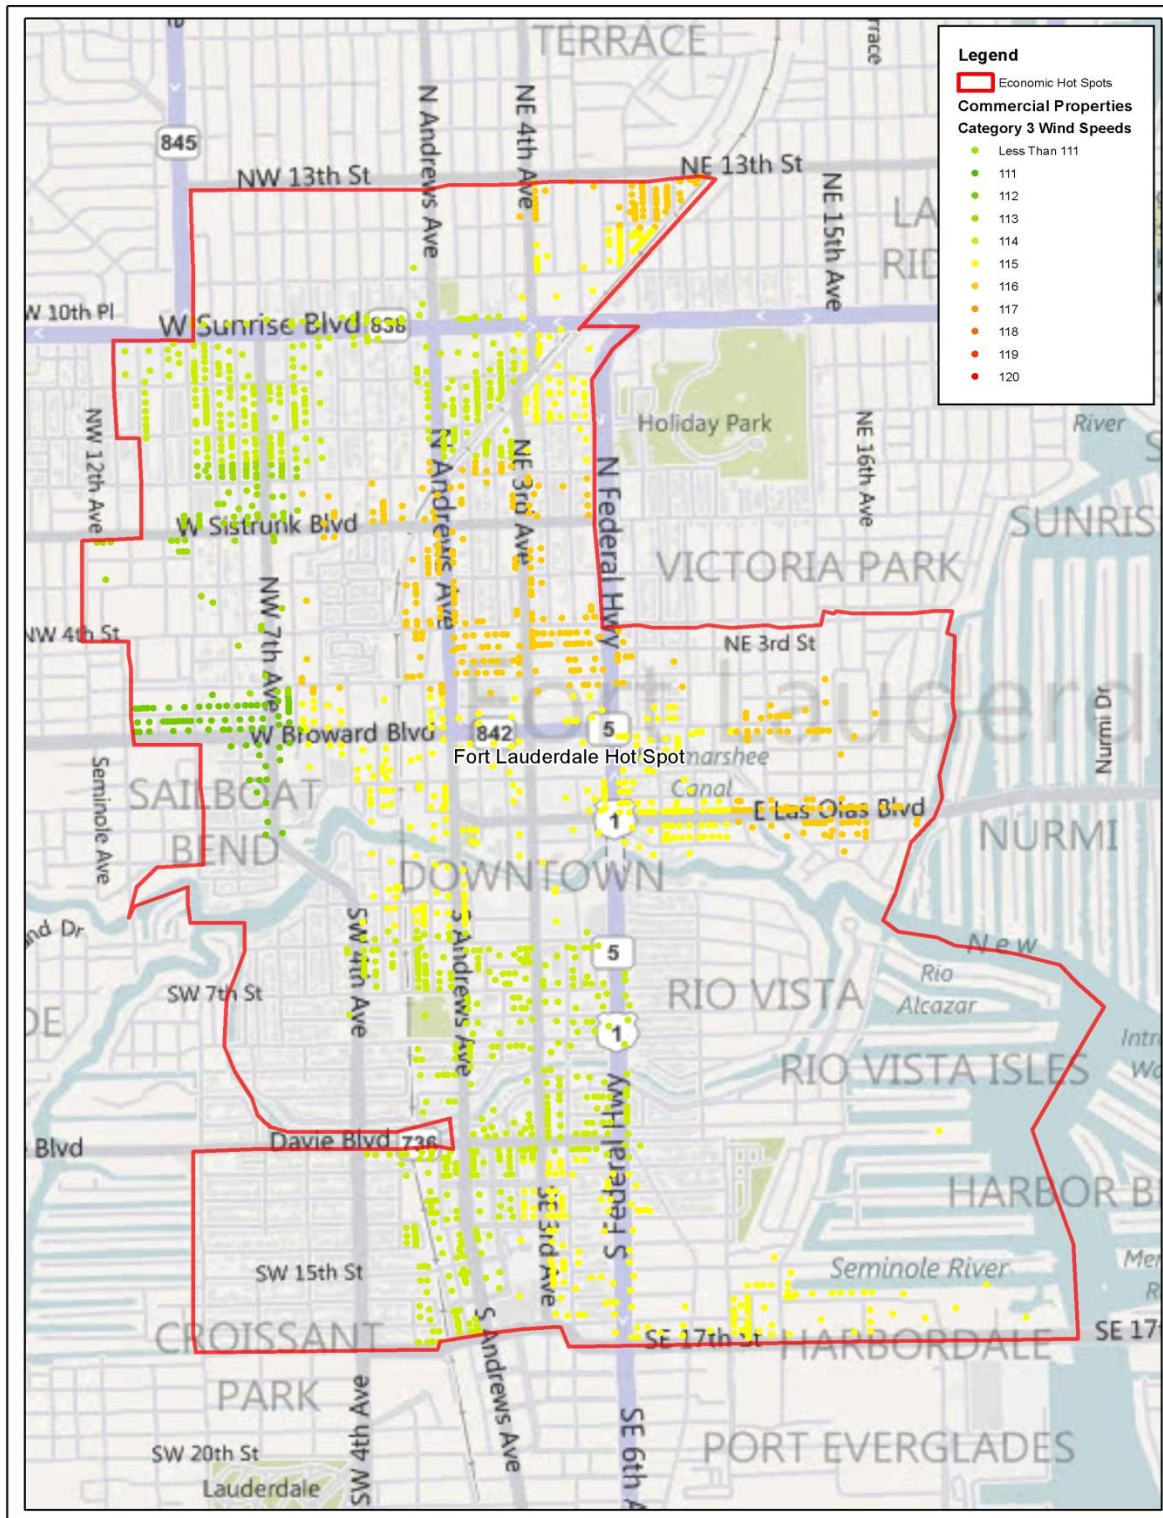 TERRACE
Legend
Economic Hot Spots
Commercial Properties
Category 3 Wind Speeds
Less Than 111
111
112
113
114
115
116
117
118
119
120
845
N Andrews Ave
NE 4th Ave
NW 13th St
NE 13th St
NE 15th Ave
W 10th Pl
W Sunrise Blvd
838
Holiday Park
River
NW 12th Ave
N Andrews Ave
NE 3rd Ave
N Federal Hwy
NE 16th Ave
W Sistrunk Blvd
VICTORIA PARK
NW 7th Ave
NW 4th St
NE 3rd St
Fort Lauderd
W Broward Blvd
842
5
Fort Lauderdale Hot Spot
marshee
Canal
Nurmi Dr
Seminole Ave
SAILBOAT
BEND
1
E Las Olas Blvd
NURMI
DOWNTOWN
SW 4th Ave
S Andrews Ave
5
New
Rio
Alcazar
SW 7th St
RIO VISTA
1
RIO VISTA ISLES
Davie Blvd
736
Blvd
S Federal Hwy
HARBOR B
SE 3rd Ave
SW 15th St
Seminole River
CROISSANT
PARK
S Andrews Ave
SE 17th St
HARBORDALE
SE 17
SW 4th Ave
SE 6th A
SW 20th St
Lauderdale
PORT EVERGLADES